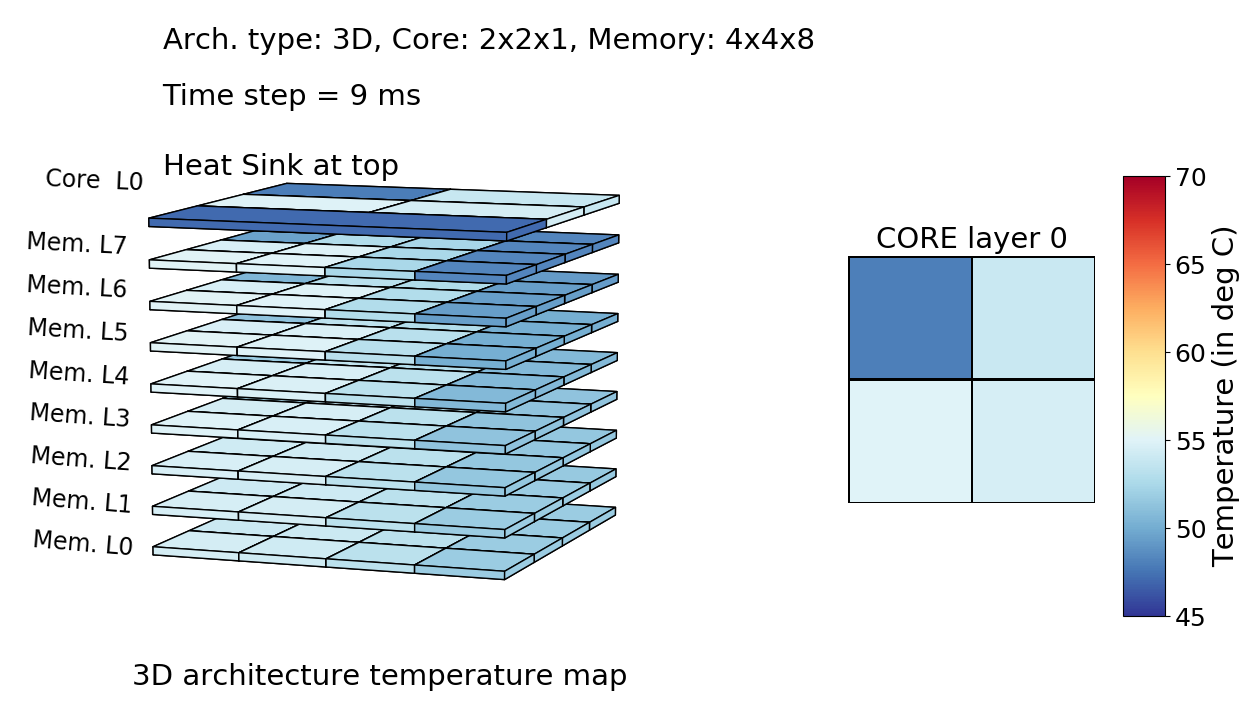 Arch. type: 3D, Core: 2x2x1, Memory: 4x4x8
Time step = 9 ms
Heat Sink at top
Core  L0
Mem. L7
Mem. L6
Mem. L5
Mem. L4
Mem. L3
Mem. L2
Mem. L1
Mem. L0
3D architecture temperature map
CORE layer 0
70
65
60
55
50
45
Temperature (in deg C)